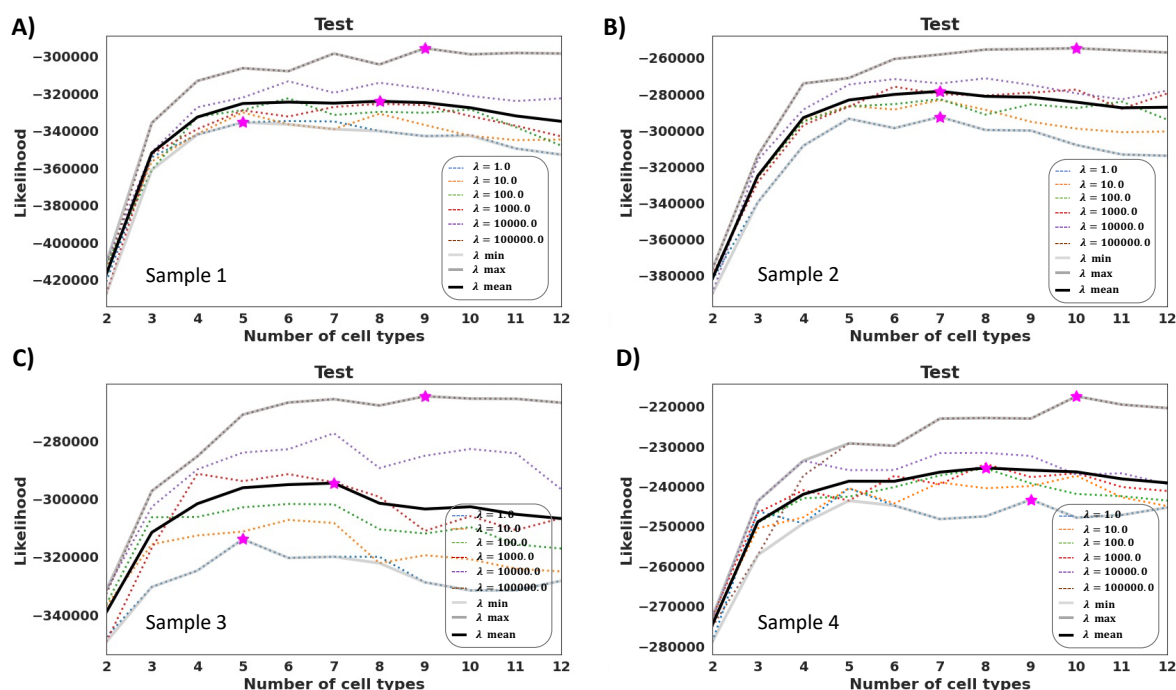 A)
Test
−300000
−320000
−340000
−360000
−380000
−400000
−420000
Likelihood
λ = 1.0
λ = 10.0
λ = 100.0
λ = 1000.0
λ = 10000.0
λ = 100000.0
λ min
λ max
λ mean
Sample 1
2 3 4 5 6 7 8 9 10 11 12
Number of cell types
B)
Test
−260000
−280000
−300000
−320000
−340000
−360000
−380000
Likelihood
λ = 1.0
λ = 10.0
λ = 100.0
λ = 1000.0
λ = 10000.0
λ = 100000.0
λ min
λ max
λ mean
Sample 2
2 3 4 5 6 7 8 9 10 11 12
Number of cell types
C)
Test
−280000
−300000
−320000
−340000
Likelihood
λ = 1.0
λ = 10.0
λ = 100.0
λ = 1000.0
λ = 10000.0
λ = 100000.0
λ min
λ max
λ mean
Sample 3
2 3 4 5 6 7 8 9 10 11 12
Number of cell types
D)
Test
−220000
−230000
−240000
−250000
−260000
−270000
−280000
Likelihood
λ = 1.0
λ = 10.0
λ = 100.0
λ = 1000.0
λ = 10000.0
λ = 100000.0
λ min
λ max
λ mean
Sample 4
2 3 4 5 6 7 8 9 10 11 12
Number of cell types